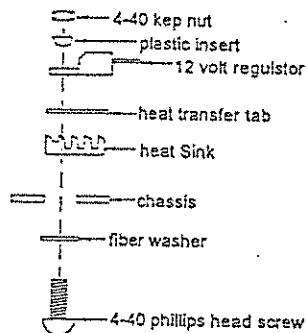 4-40 kep nut
plastic insert
12 volt regulstor
heat transfer tab
heat Sink
chassis
fiber washer
4-40 phillips head screw